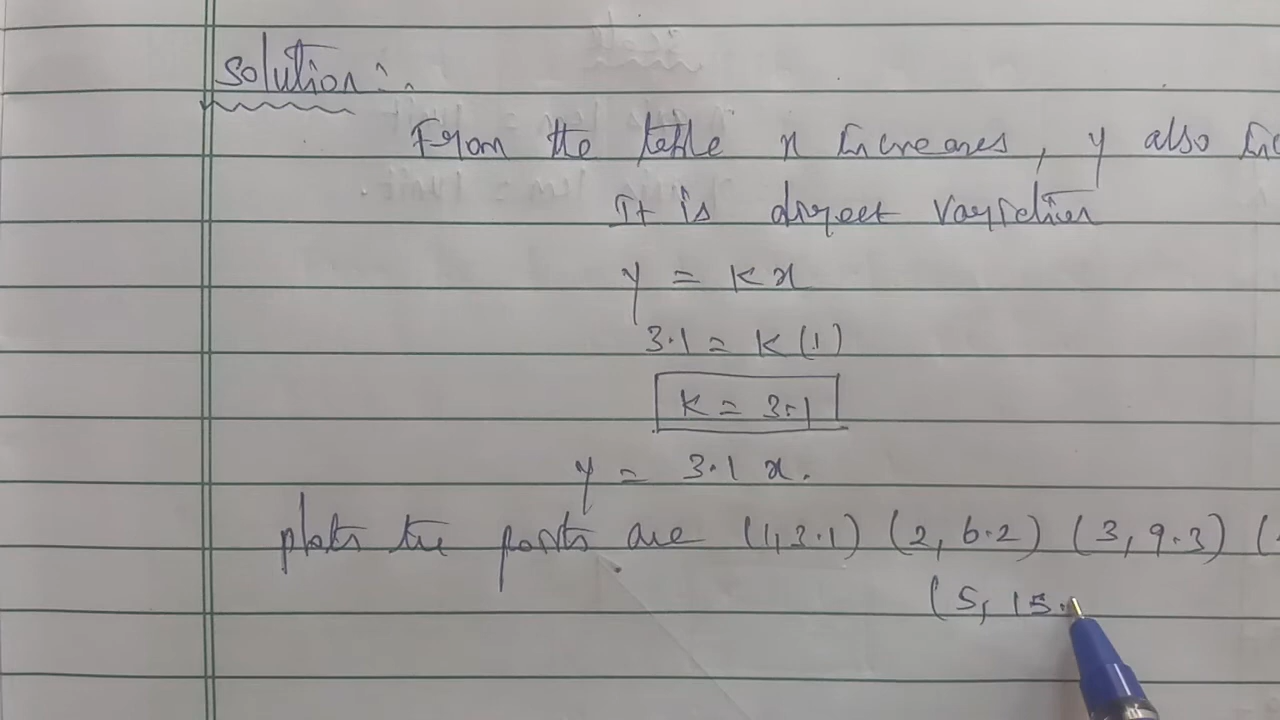 Solution:-
From the table x increases, y also inc
It is direct variation
y = kx
3.1 = k(1)
k = 3.1
y = 3.1 x.
plots the points are (1,3.1) (2, 6.2) (3, 9.3) (
(5, 15.